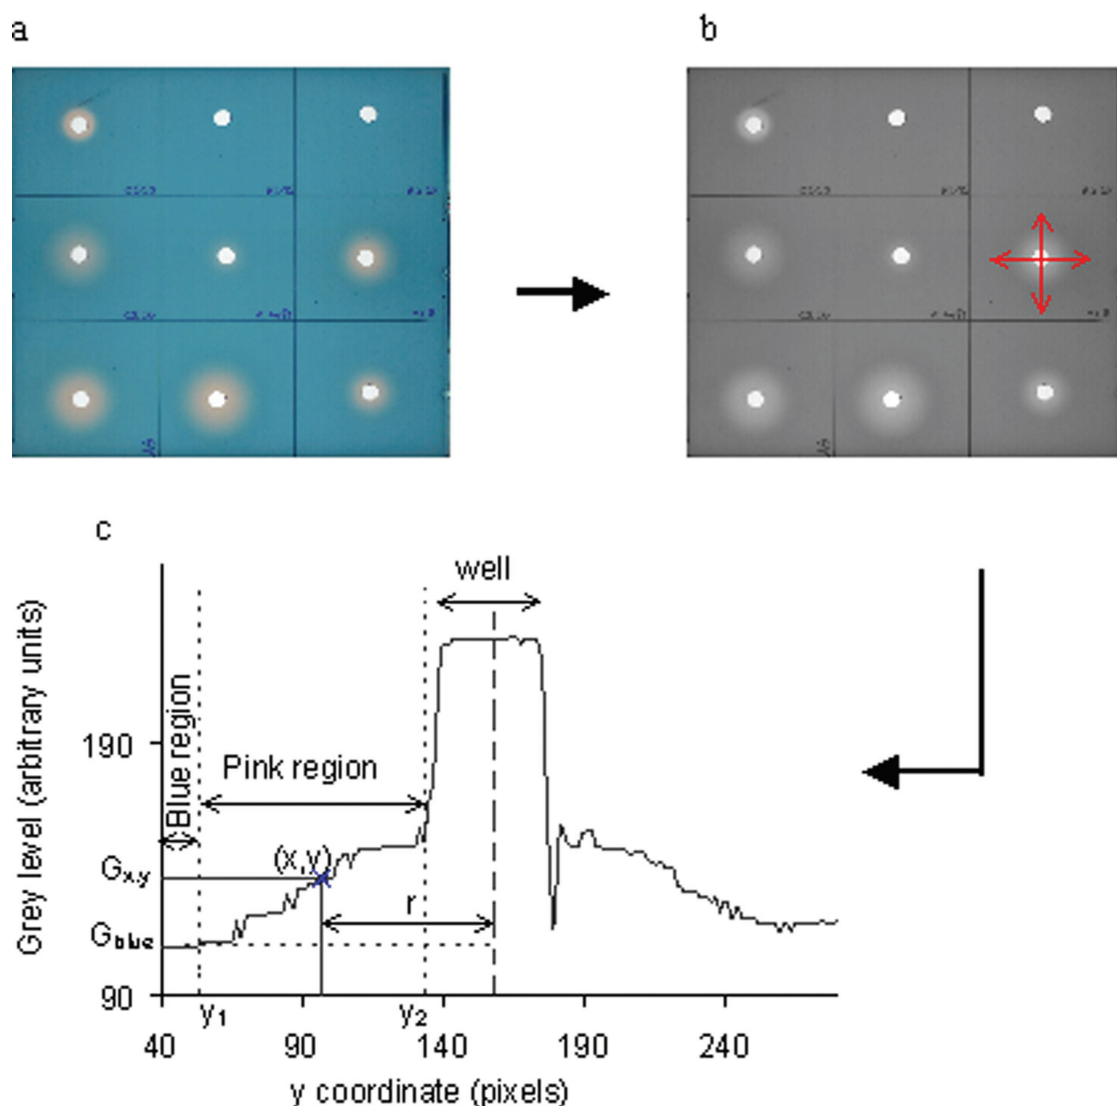 a
b
c
well
Grey level (arbitrary units)
Blue region
Pink region
190
(x,y)
Gx,y
r
Gblue
90
y1
y2
40
90
140
190
240
y coordinate (pixels)